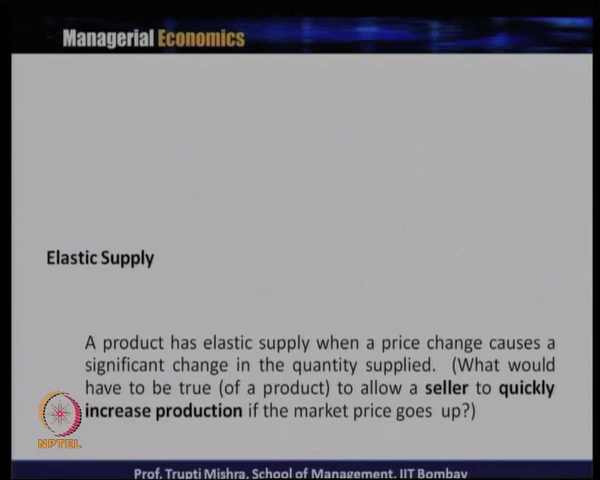 Managerial Economics
Elastic Supply
A product has elastic supply when a price change causes a
significant change in the quantity supplied. (What would
have to be true (of a product) to allow a seller to quickly
increase production if the market price goes up?)
NPTEL
Prof. Trupti Mishra, School of Management, IIT Bombay